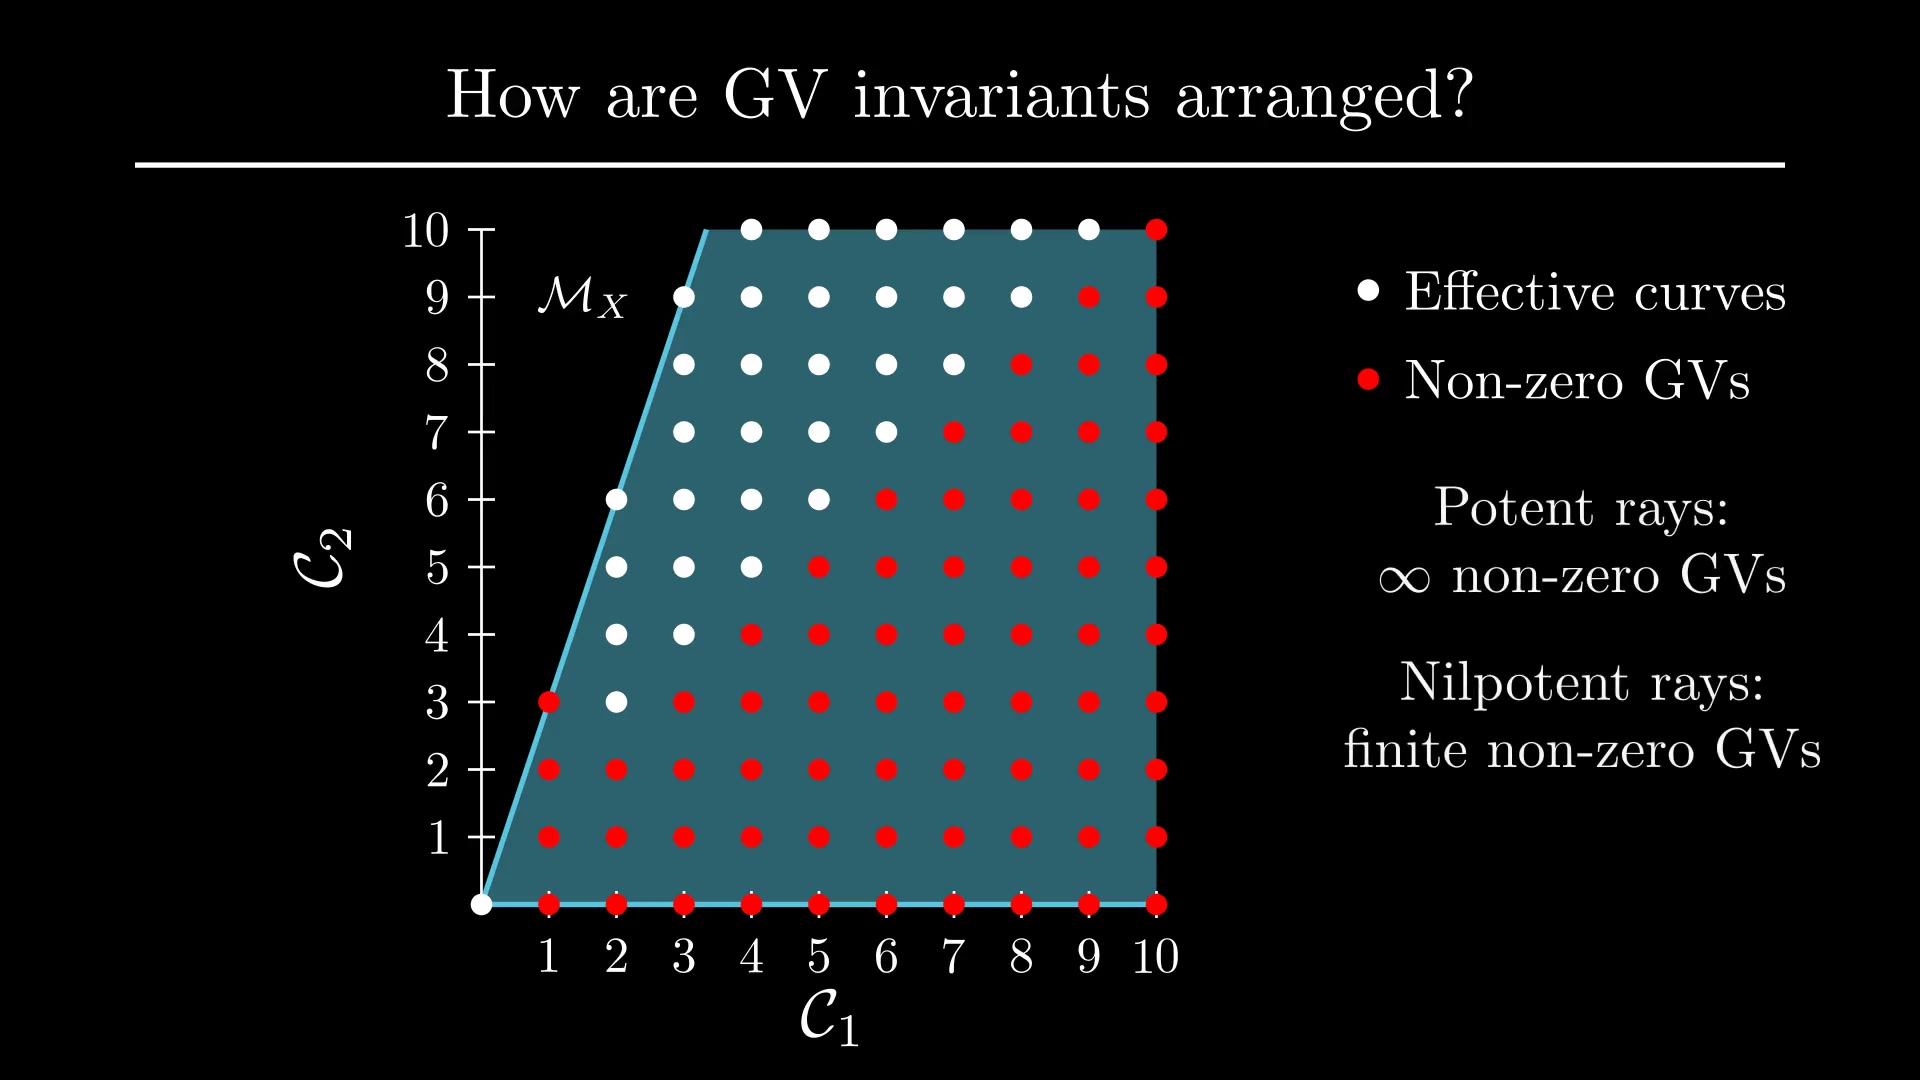 How are GV invariants arranged?
10
9
8
7
6
5
4
3
2
1
$\mathcal{M}_X$
$\mathcal{C}_2$
1 2 3 4 5 6 7 8 9 10
$\mathcal{C}_1$
Effective curves
Non-zero GVs
Potent rays:
∞ non-zero GVs
Nilpotent rays:
finite non-zero GVs